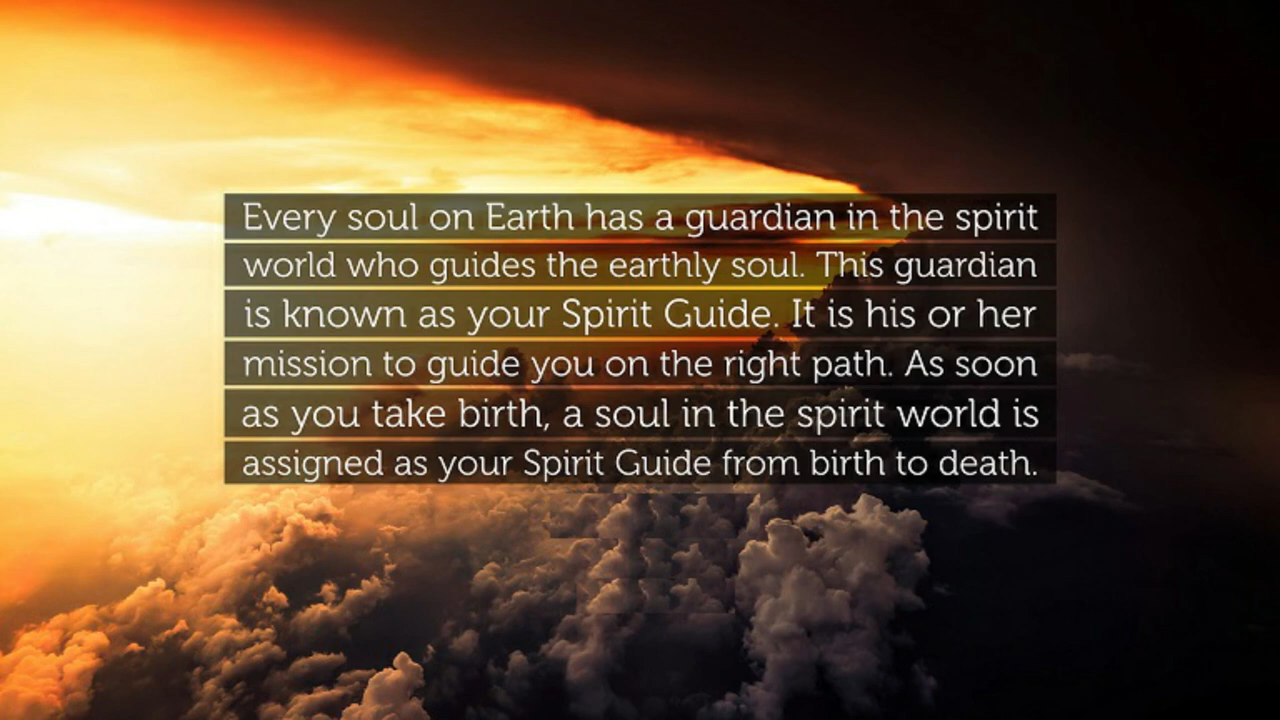 Every soul on Earth has a guardian in the spirit
world who guides the earthly soul. This guardian
is known as your Spirit Guide. It is his or her
mission to guide you on the right path. As soon
as you take birth, a soul in the spirit world is
assigned as your Spirit Guide from birth to death.